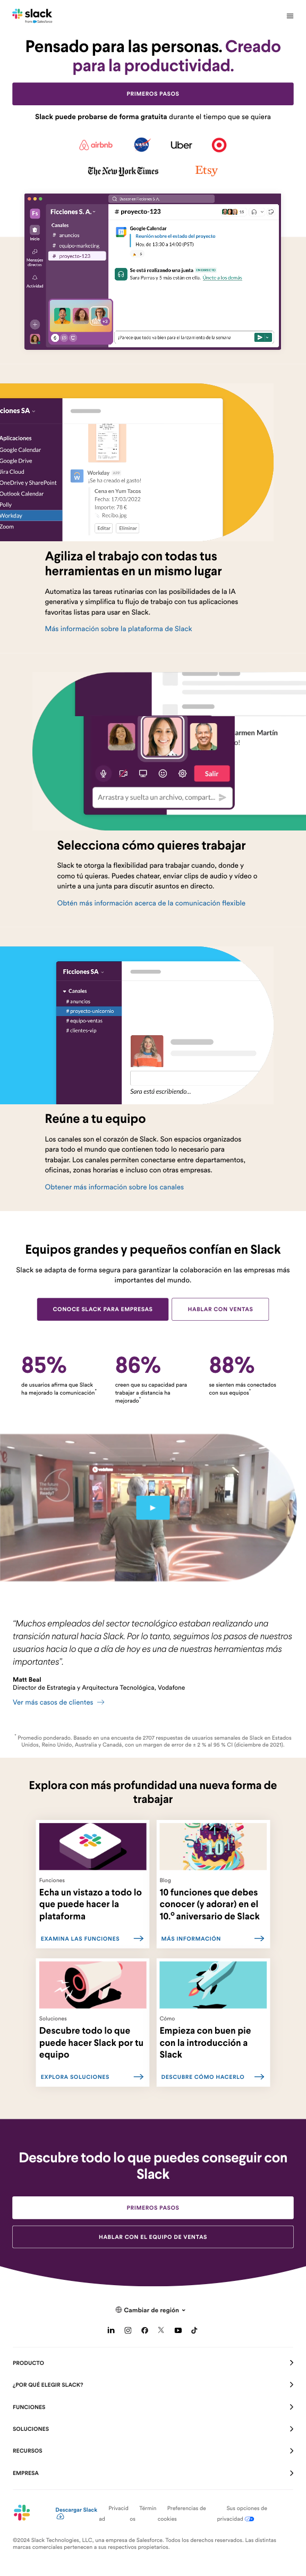 slack
from Salesforce
Pensado para las personas. Creado
para la productividad.
PRIMEROS PASOS
Slack puede probarse de forma gratuita durante el tiempo que se quiera
airbnb
NASA
Uber
The New York Times
Etsy
Buscar en Ficciones S. A.
Ficciones S. A.
# proyecto-123
Inicio
Mensajes
directos
Actividad
Canales
# anuncios
# equipo-marketing
# proyecto-123
Google Calendar
Reunión sobre el estado del proyecto
Hoy, de 13:30 a 14:00 (PST)
Se está realizando una junta
Sara Parras y 5 más están en ella. Únete a los demás
ciones SA
Aplicaciones
Google Calendar
Google Drive
Jira Cloud
OneDrive y SharePoint
Outlook Calendar
Polly
Workday
Zoom
Workday APP
¡Se ha creado el gasto!
Cena en Yum Tacos
Fecha: 17/03/2022
Importe: 78 €
Recibo.jpg
Editar
Eliminar
Agiliza el trabajo con todas tus
herramientas en un mismo lugar
Automatiza las tareas rutinarias con las posibilidades de la IA
generativa y simplifica tu flujo de trabajo con tus aplicaciones
favoritas listas para usar en Slack.
Más información sobre la plataforma de Slack
armen Martín
o!
Salir
Arrastra y suelta un archivo, compart...
Selecciona cómo quieres trabajar
Slack te otorga la flexibilidad para trabajar cuando, donde y
como tú quieras. Puedes chatear, enviar clips de audio y vídeo o
unirte a una junta para discutir asuntos en directo.
Obtén más información acerca de la comunicación flexible
Ficciones SA
Canales
# anuncios
# proyecto-unicornio
# equipo-ventas
# clientes-vip
Sara está escribiendo...
Reúne a tu equipo
Los canales son el corazón de Slack. Son espacios organizados
para todo el mundo que contienen todo lo necesario para
trabajar. Los canales permiten conectarse entre departamentos,
oficinas, zonas horarias e incluso con otras empresas.
Obtener más información sobre los canales
Equipos grandes y pequeños confían en Slack
Slack se adapta de forma segura para garantizar la colaboración en las empresas más
importantes del mundo.
CONOCE SLACK PARA EMPRESAS
HABLAR CON VENTAS
85%
de usuarios afirma que Slack
ha mejorado la comunicación*
86%
creen que su capacidad para
trabajar a distancia ha
mejorado*
88%
se sienten más conectados
con sus equipos*
vodafone
“Muchos empleados del sector tecnológico estaban realizando una
transición natural hacia Slack. Por lo tanto, seguimos los pasos de nuestros
usuarios hacia lo que a día de hoy es una de nuestras herramientas más
importantes”.
Matt Beal
Director de Estrategia y Arquitectura Tecnológica, Vodafone
Ver más casos de clientes
* Promedio ponderado. Basado en una encuesta de 2707 respuestas de usuarios semanales de Slack en Estados
Unidos, Reino Unido, Australia y Canadá, con un margen de error de ± 2 % al 95 % CI (diciembre de 2021).
Explora con más profundidad una nueva forma de
trabajar
Funciones
Echa un vistazo a todo lo
que puede hacer la
plataforma
EXAMINA LAS FUNCIONES
10
Blog
10 funciones que debes
conocer (y adorar) en el
10.º aniversario de Slack
MÁS INFORMACIÓN
Soluciones
Descubre todo lo que
puede hacer Slack por tu
equipo
EXPLORA SOLUCIONES
Cómo
Empieza con buen pie
con la introducción a
Slack
DESCUBRE CÓMO HACERLO
Descubre todo lo que puedes conseguir con
Slack
PRIMEROS PASOS
HABLAR CON EL EQUIPO DE VENTAS
Cambiar de región
PRODUCTO
¿POR QUÉ ELEGIR SLACK?
FUNCIONES
SOLUCIONES
RECURSOS
EMPRESA
Descargar Slack
Privacid
ad
Términ
os
Preferencias de
cookies
Sus opciones de
privacidad
©2024 Slack Technologies, LLC, una empresa de Salesforce. Todos los derechos reservados. Las distintas
marcas comerciales pertenecen a sus respectivos propietarios.